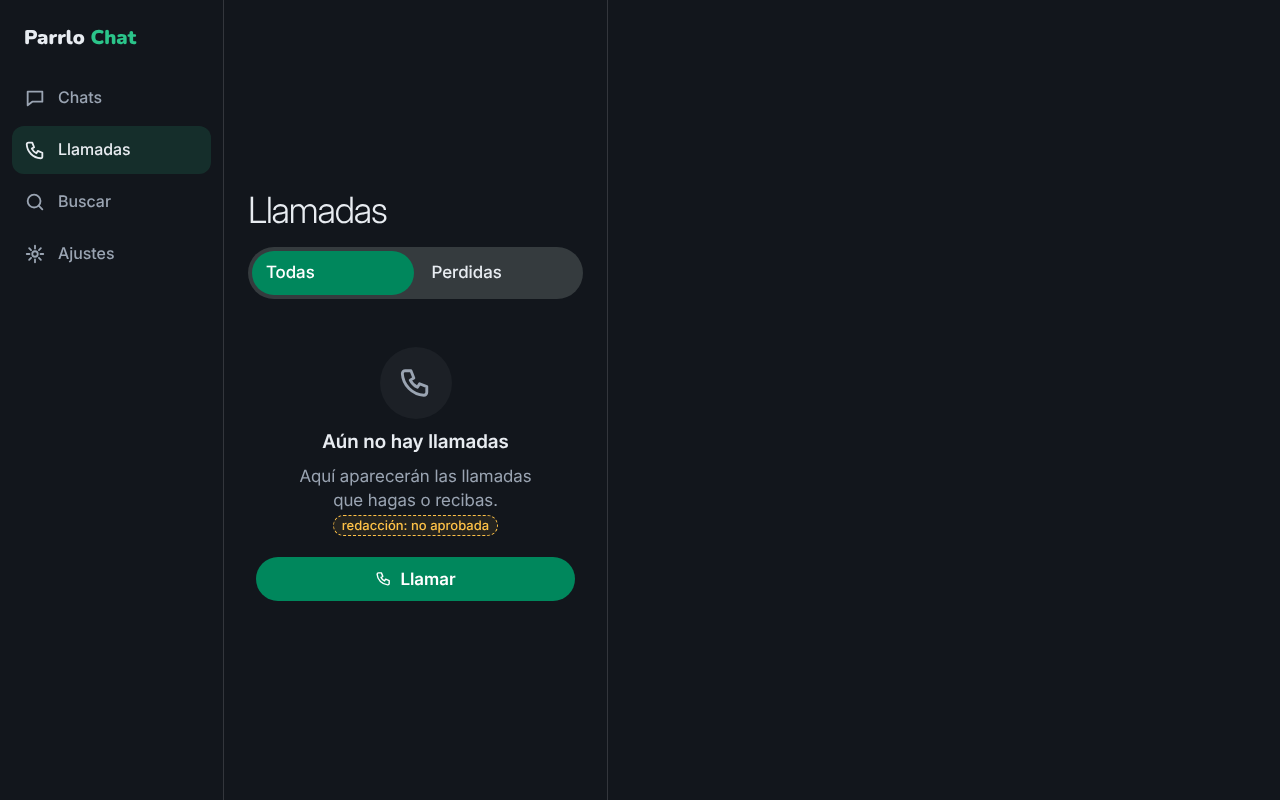 Parrlo Chat
Chats
Llamadas
Buscar
Ajustes
Llamadas
Todas
Perdidas
Aún no hay llamadas
Aquí aparecerán las llamadas
que hagas o recibas.
redacción: no aprobada
Llamar